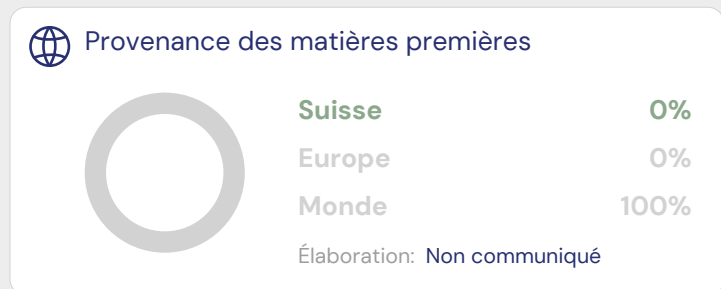 Provenance des matières premières
Suisse 0%
Europe 0%
Monde 100%
Élaboration: Non communiqué